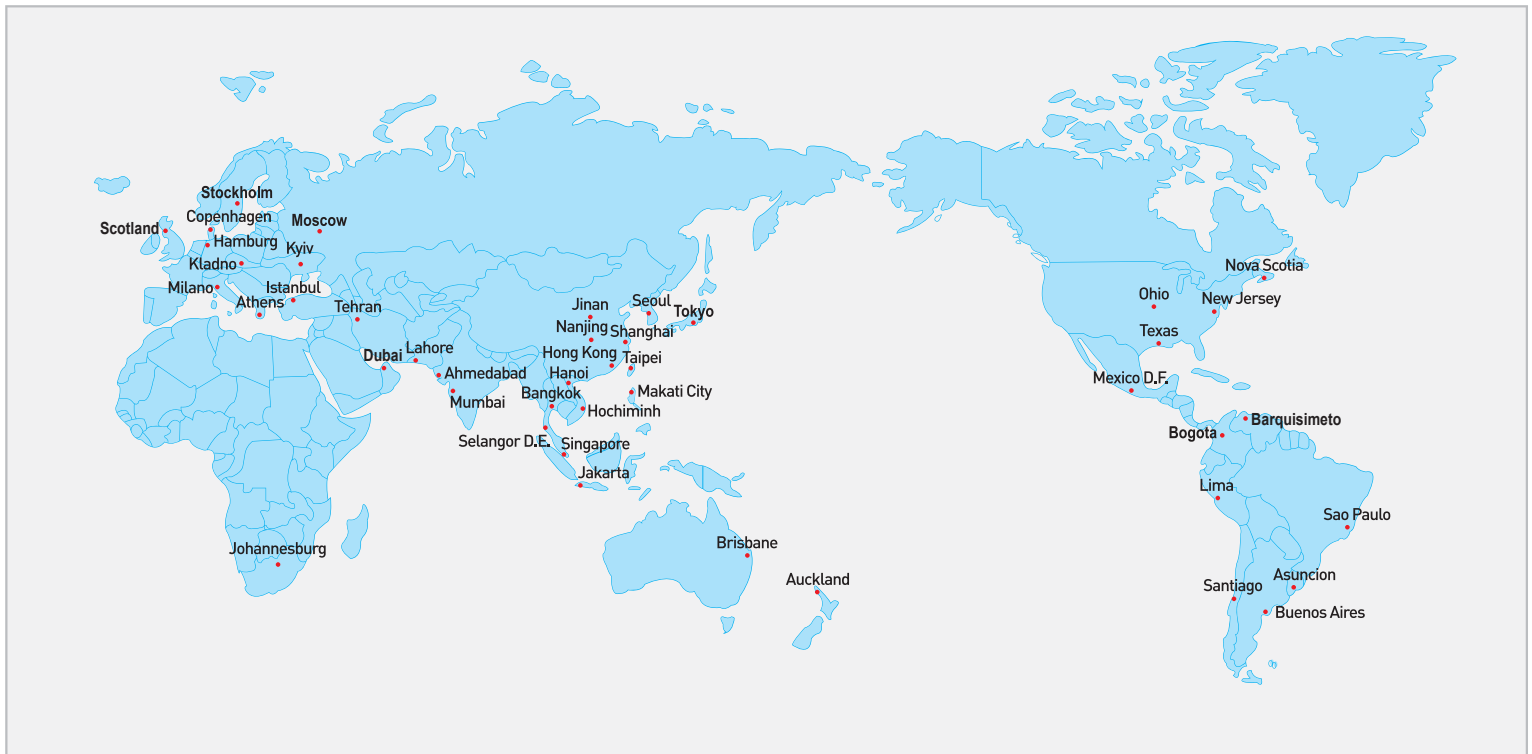 Stockholm
Copenhagen
Moscow
Scotland
Hamburg
Kyiv
Kladno
Milano
Istanbul
Athens
Tehran
Jinan
Seoul
Tokyo
Nanjing
Shanghai
Dubai
Lahore
Hong Kong
Taipei
Ahmedabad
Hanoi
Mumbai
Bangkok
Makati City
Hochiminh
Selangor D.E.
Singapore
Jakarta
Johannesburg
Brisbane
Auckland
Nova Scotia
Ohio
New Jersey
Texas
Mexico D.F.
Barquisimeto
Bogota
Lima
Sao Paulo
Asuncion
Santiago
Buenos Aires